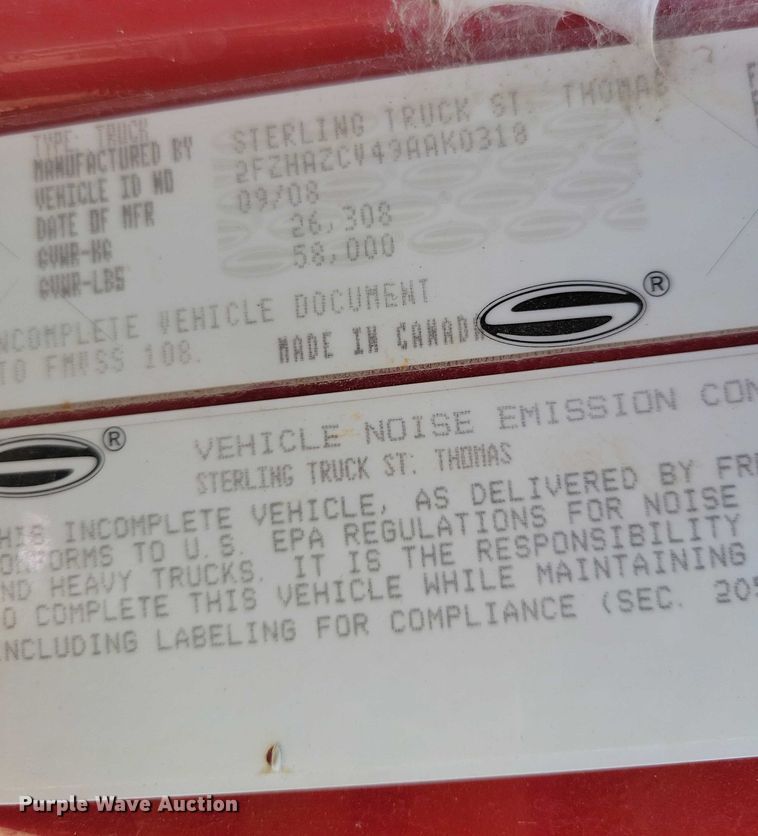 TYPE: TRUCK
MANUFACTURED BY STERLING TRUCK ST. THOMAS
VEHICLE ID NO 2FZHAZCV49AAK0318
DATE OF MFR 09/08
GVWR-KG 26,308
GVWR-LBS 58,000
NCOMPLETE VEHICLE DOCUMENT
TO FMVSS 108. MADE IN CANADA
®
® VEHICLE NOISE EMISSION CON
STERLING TRUCK ST. THOMAS
HIS INCOMPLETE VEHICLE, AS DELIVERED BY FRE
ONFORMS TO U.S. EPA REGULATIONS FOR NOISE
ND HEAVY TRUCKS. IT IS THE RESPONSIBILITY
O COMPLETE THIS VEHICLE WHILE MAINTAINING
INCLUDING LABELING FOR COMPLIANCE (SEC. 205
Purple Wave Auction